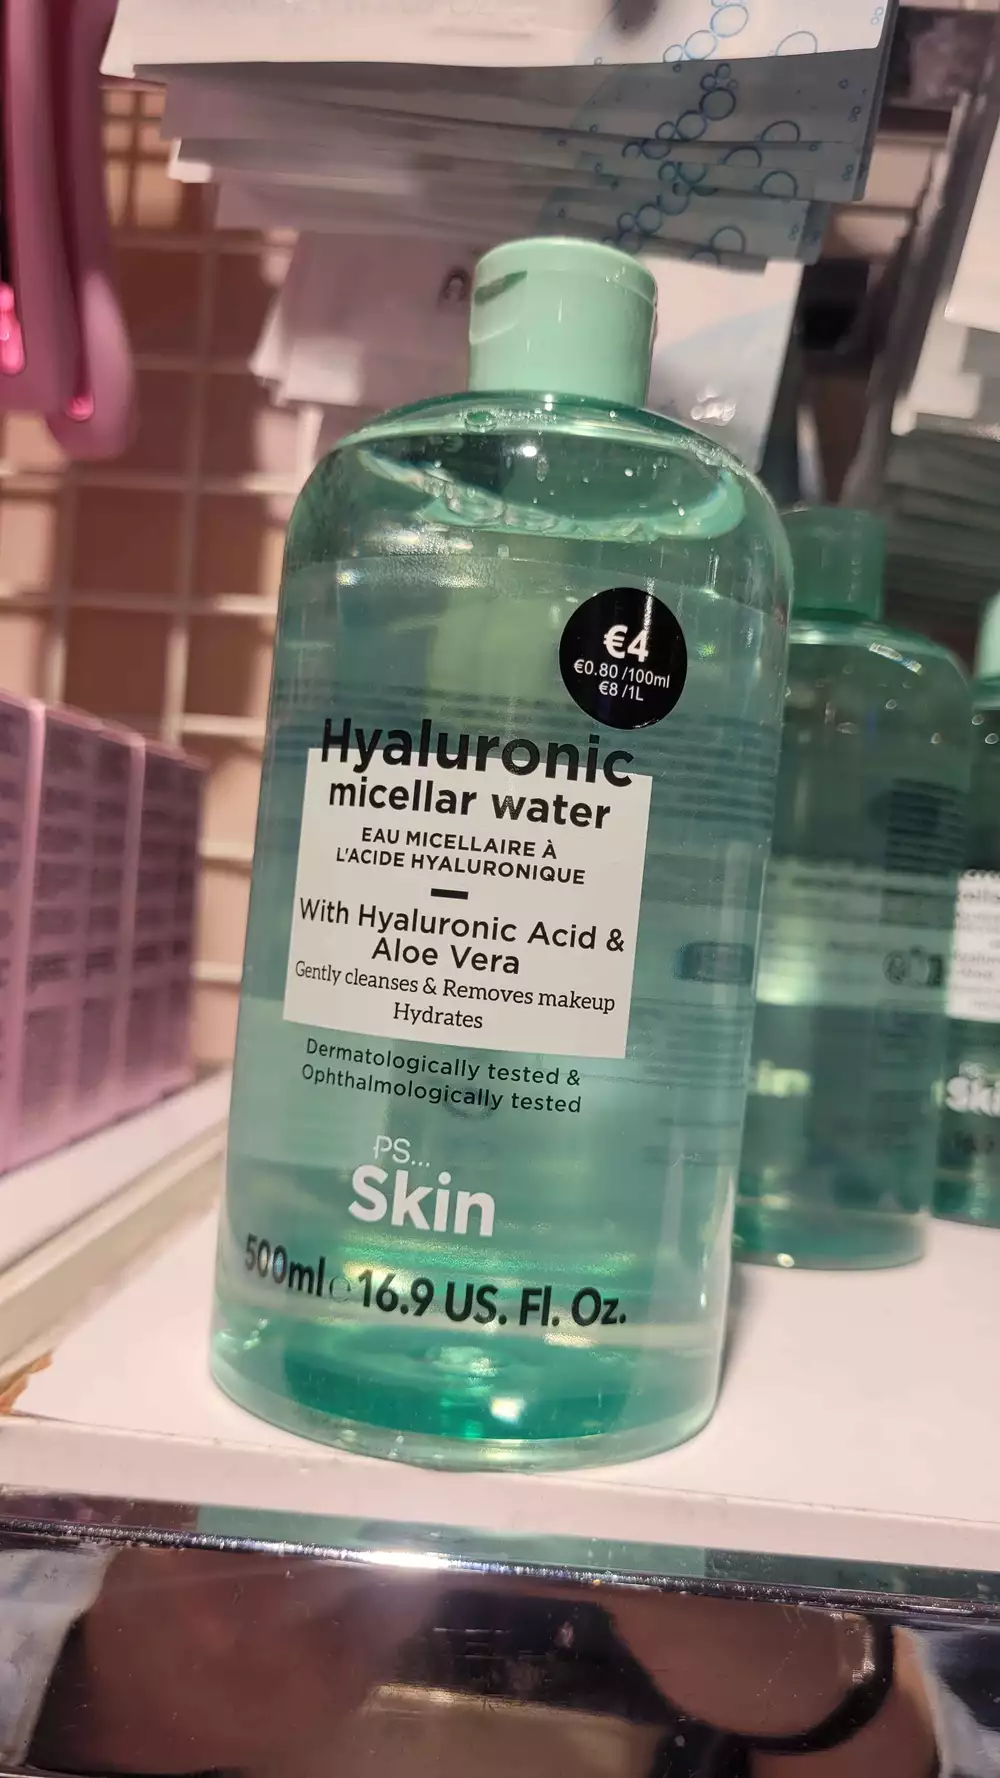 €4
€0.80 /100ml
€8 /1L
Hyaluronic
micellar water
EAU MICELLAIRE À
L'ACIDE HYALURONIQUE
With Hyaluronic Acid &
Aloe Vera
Gently cleanses & Removes makeup
Hydrates
Dermatologically tested &
Ophthalmologically tested
PS...
Skin
500ml e 16.9 US. Fl. Oz.